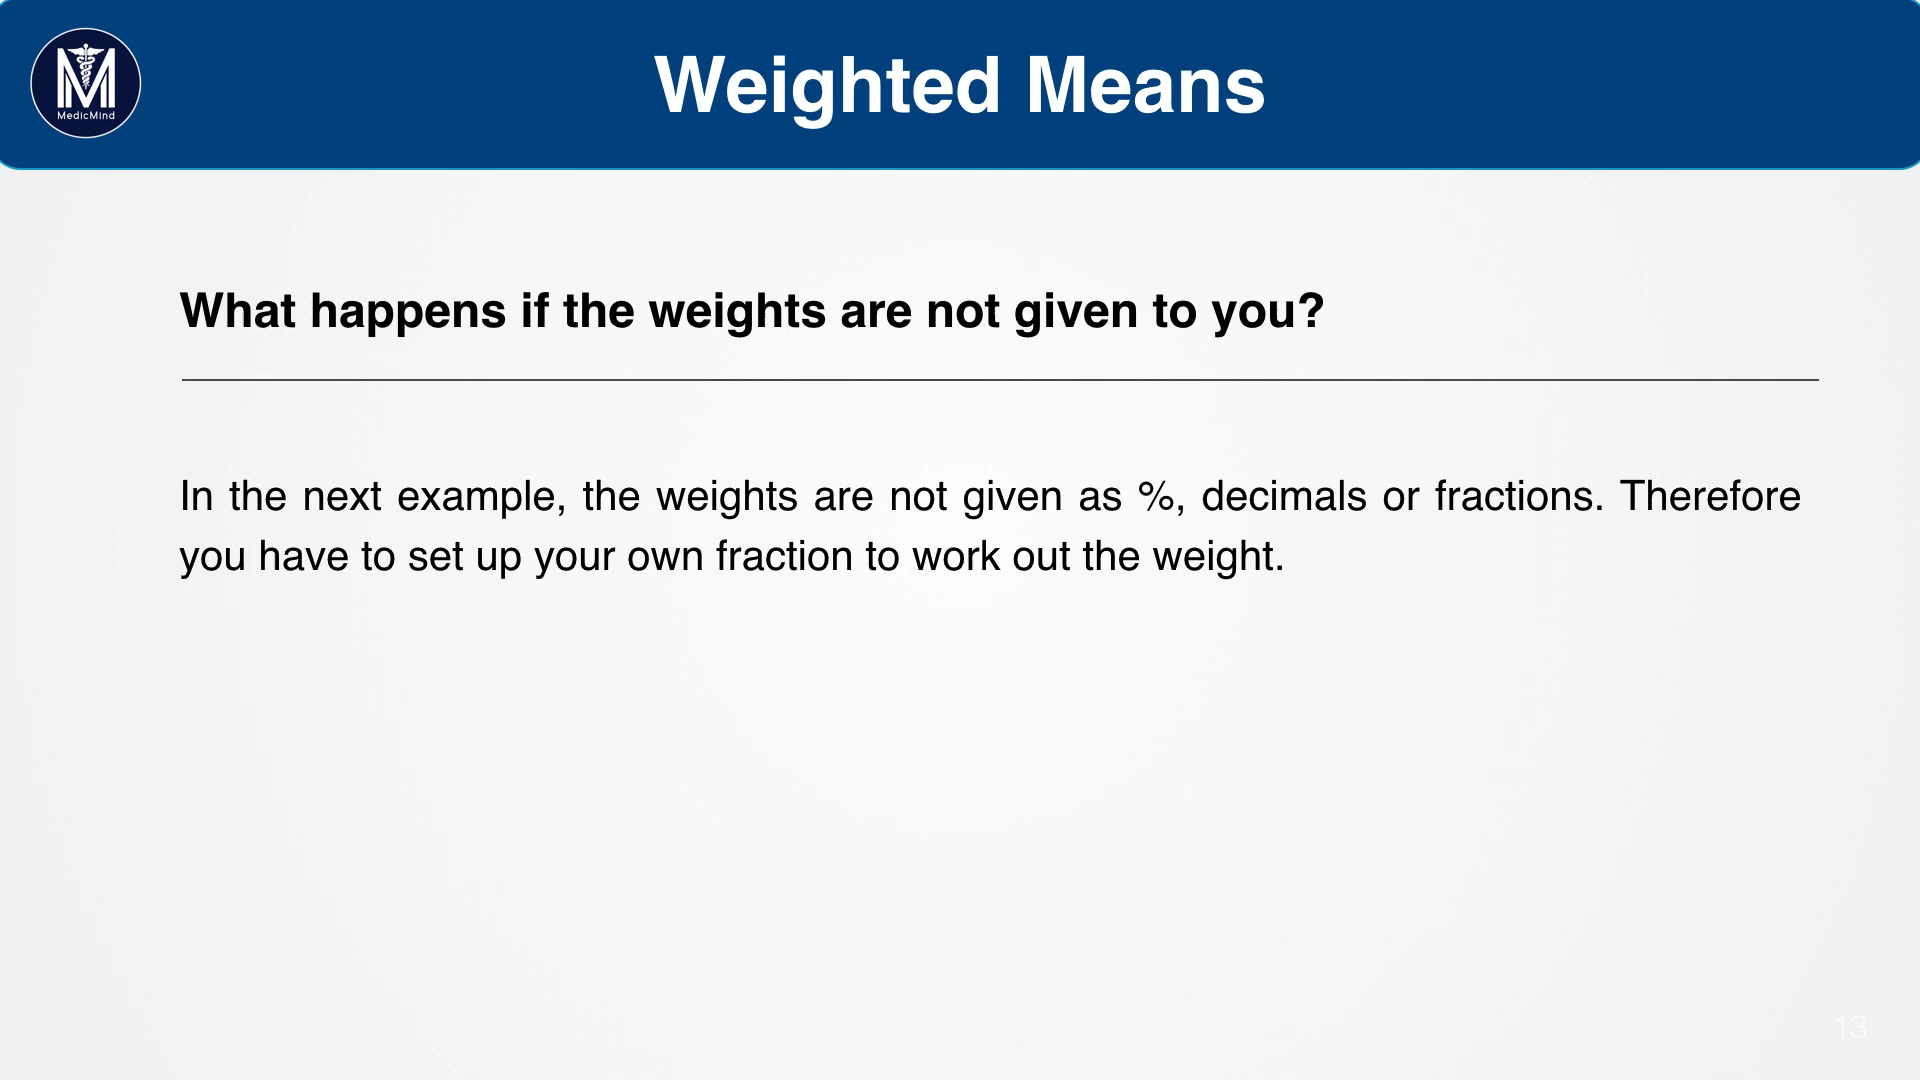 MedicMind
Weighted Means
What happens if the weights are not given to you?
In the next example, the weights are not given as %, decimals or fractions. Therefore
you have to set up your own fraction to work out the weight.
13